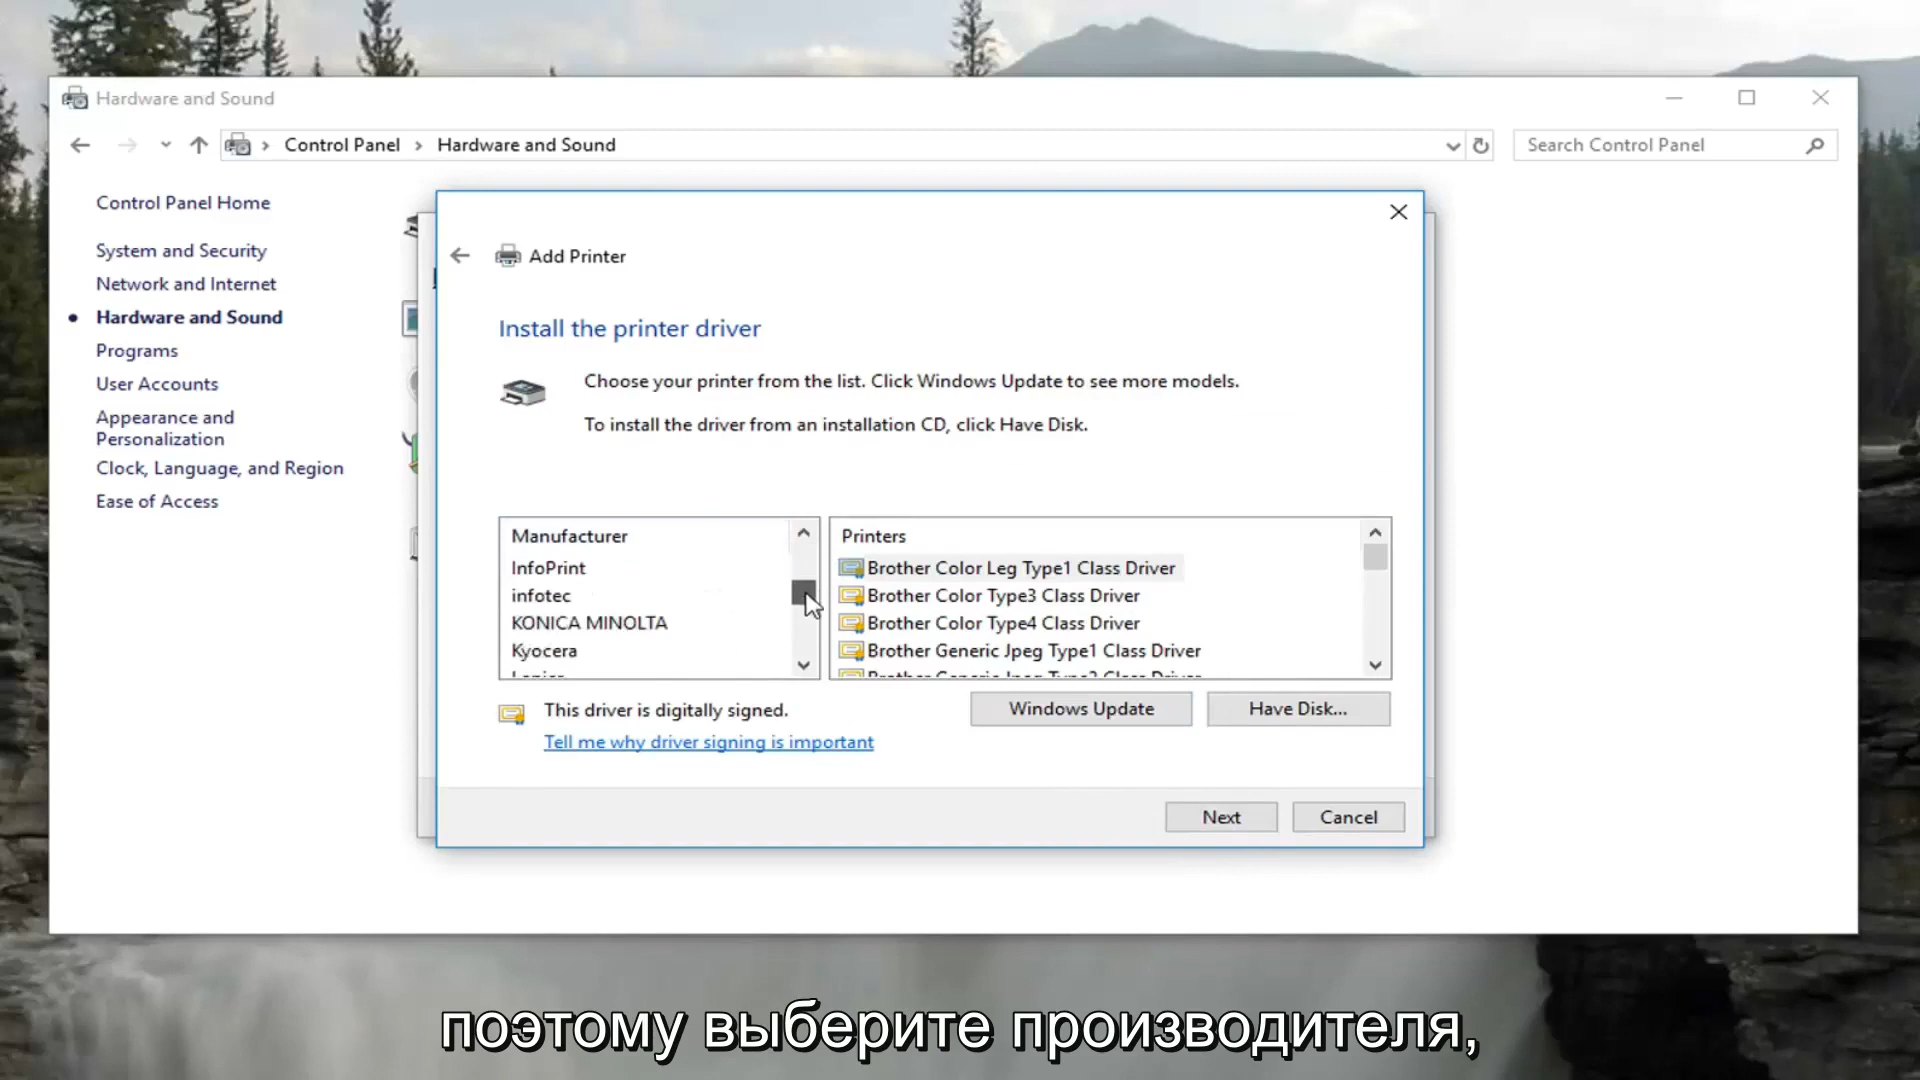 Hardware and Sound
Control Panel
Hardware and Sound
Search Control Panel
Control Panel Home
System and Security
Network and Internet
Hardware and Sound
Programs
User Accounts
Appearance and
Personalization
Clock, Language, and Region
Ease of Access
Add Printer
Install the printer driver
Choose your printer from the list. Click Windows Update to see more models.
To install the driver from an installation CD, click Have Disk.
Manufacturer
InfoPrint
infotec
KONICA MINOLTA
Kyocera
Printers
Brother Color Leg Type1 Class Driver
Brother Color Type3 Class Driver
Brother Color Type4 Class Driver
Brother Generic Jpeg Type1 Class Driver
This driver is digitally signed.
Tell me why driver signing is important
Windows Update
Have Disk...
Next
Cancel
поэтому выберите производителя,